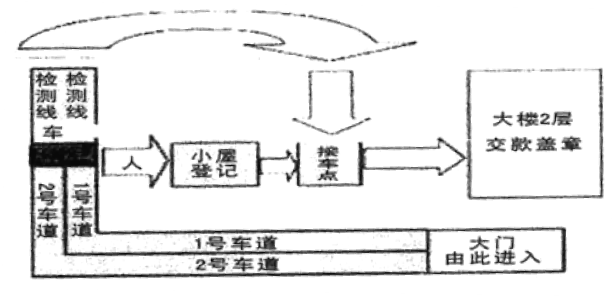 检测线
检测线
车
人
小屋
登记
接车点
大楼2层
交款盖章
2号车道
1号车道
1号车道
2号车道
大门
由此进入